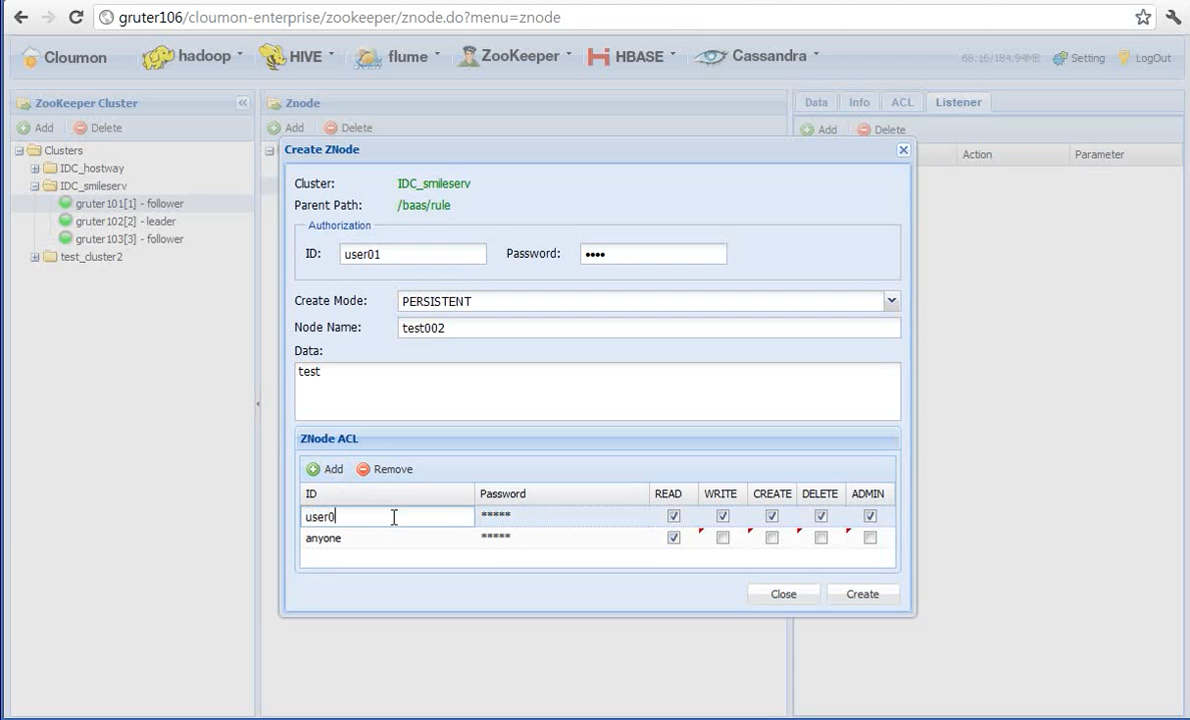 gruter106/cloumon-enterprise/zookeeper/znode.do?menu=znode
Cloumon hadoop HIVE flume ZooKeeper HBASE Cassandra 66.16/184.94MB Setting LogOut
ZooKeeper Cluster
Znode
Data Info ACL Listener
Add Delete
Add Delete
Add Delete
Action Parameter
Clusters
IDC_hostway
IDC_smileserv
gruter101[1] - follower
gruter102[2] - leader
gruter103[3] - follower
test_cluster2
Create ZNode
Cluster: IDC_smileserv
Parent Path: /baas/rule
Authorization
ID: user01 Password: ••••
Create Mode: PERSISTENT
Node Name: test002
Data:
test
ZNode ACL
Add Remove
ID Password READ WRITE CREATE DELETE ADMIN
user0 *****
anyone *****
Close Create